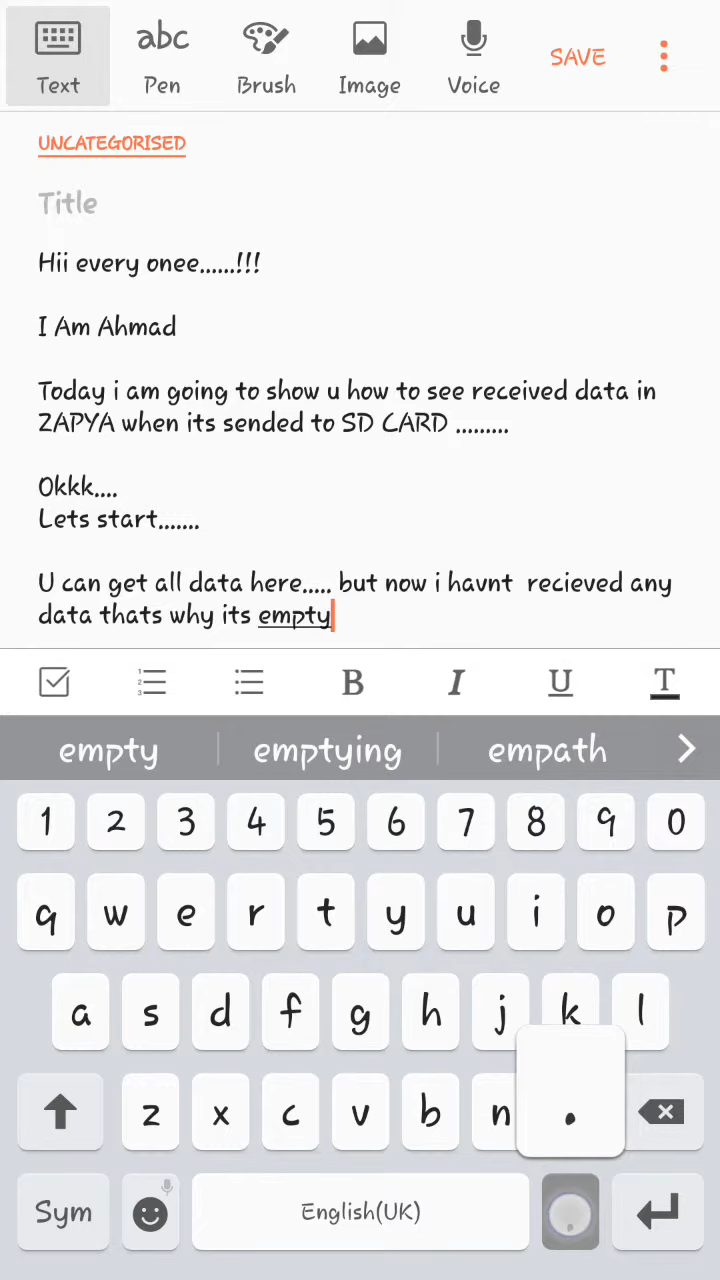 Text
abc
Pen
Brush
Image
Voice
SAVE
UNCATEGORISED
Title
Hii every onee......!!!
I Am Ahmad
Today i am going to show u how to see received data in
ZAPYA when its sended to SD CARD .........
Okkk....
Lets start.......
U can get all data here..... but now i havnt  recieved any
data thats why its empty
1 2 3 B I U T
empty emptying empath
1 2 3 4 5 6 7 8 9 0
q w e r t y u i o p
a s d f g h j k l
z x c v b n .
Sym English(UK) .